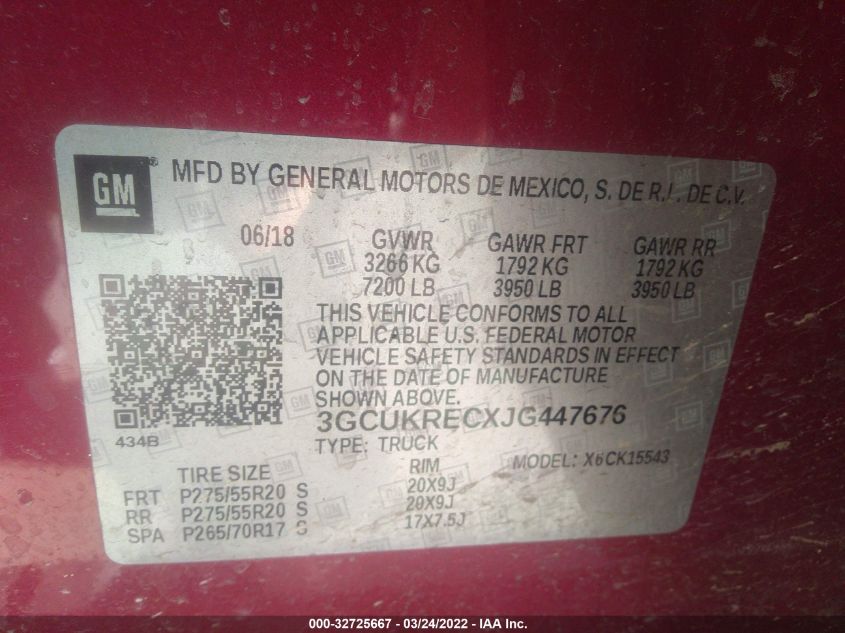 GM
MFD BY GENERAL MOTORS DE MEXICO, S. DE R.L. DE C.V.
06/18
GVWR GAWR FRT GAWR RR
3266 KG 1792 KG 1792 KG
7200 LB 3950 LB 3950 LB
THIS VEHICLE CONFORMS TO ALL
APPLICABLE U.S. FEDERAL MOTOR
VEHICLE SAFETY STANDARDS IN EFFECT
ON THE DATE OF MANUFACTURE
SHOWN ABOVE.
3GCUKRECXJG447676
434B
TYPE: TRUCK MODEL: X6CK15543
TIRE SIZE RIM
FRT P275/55R20 S 20X9J
RR P275/55R20 S 20X9J
SPA P265/70R17 S 17X7.5J
000-32725667 - 03/24/2022 - IAA Inc.